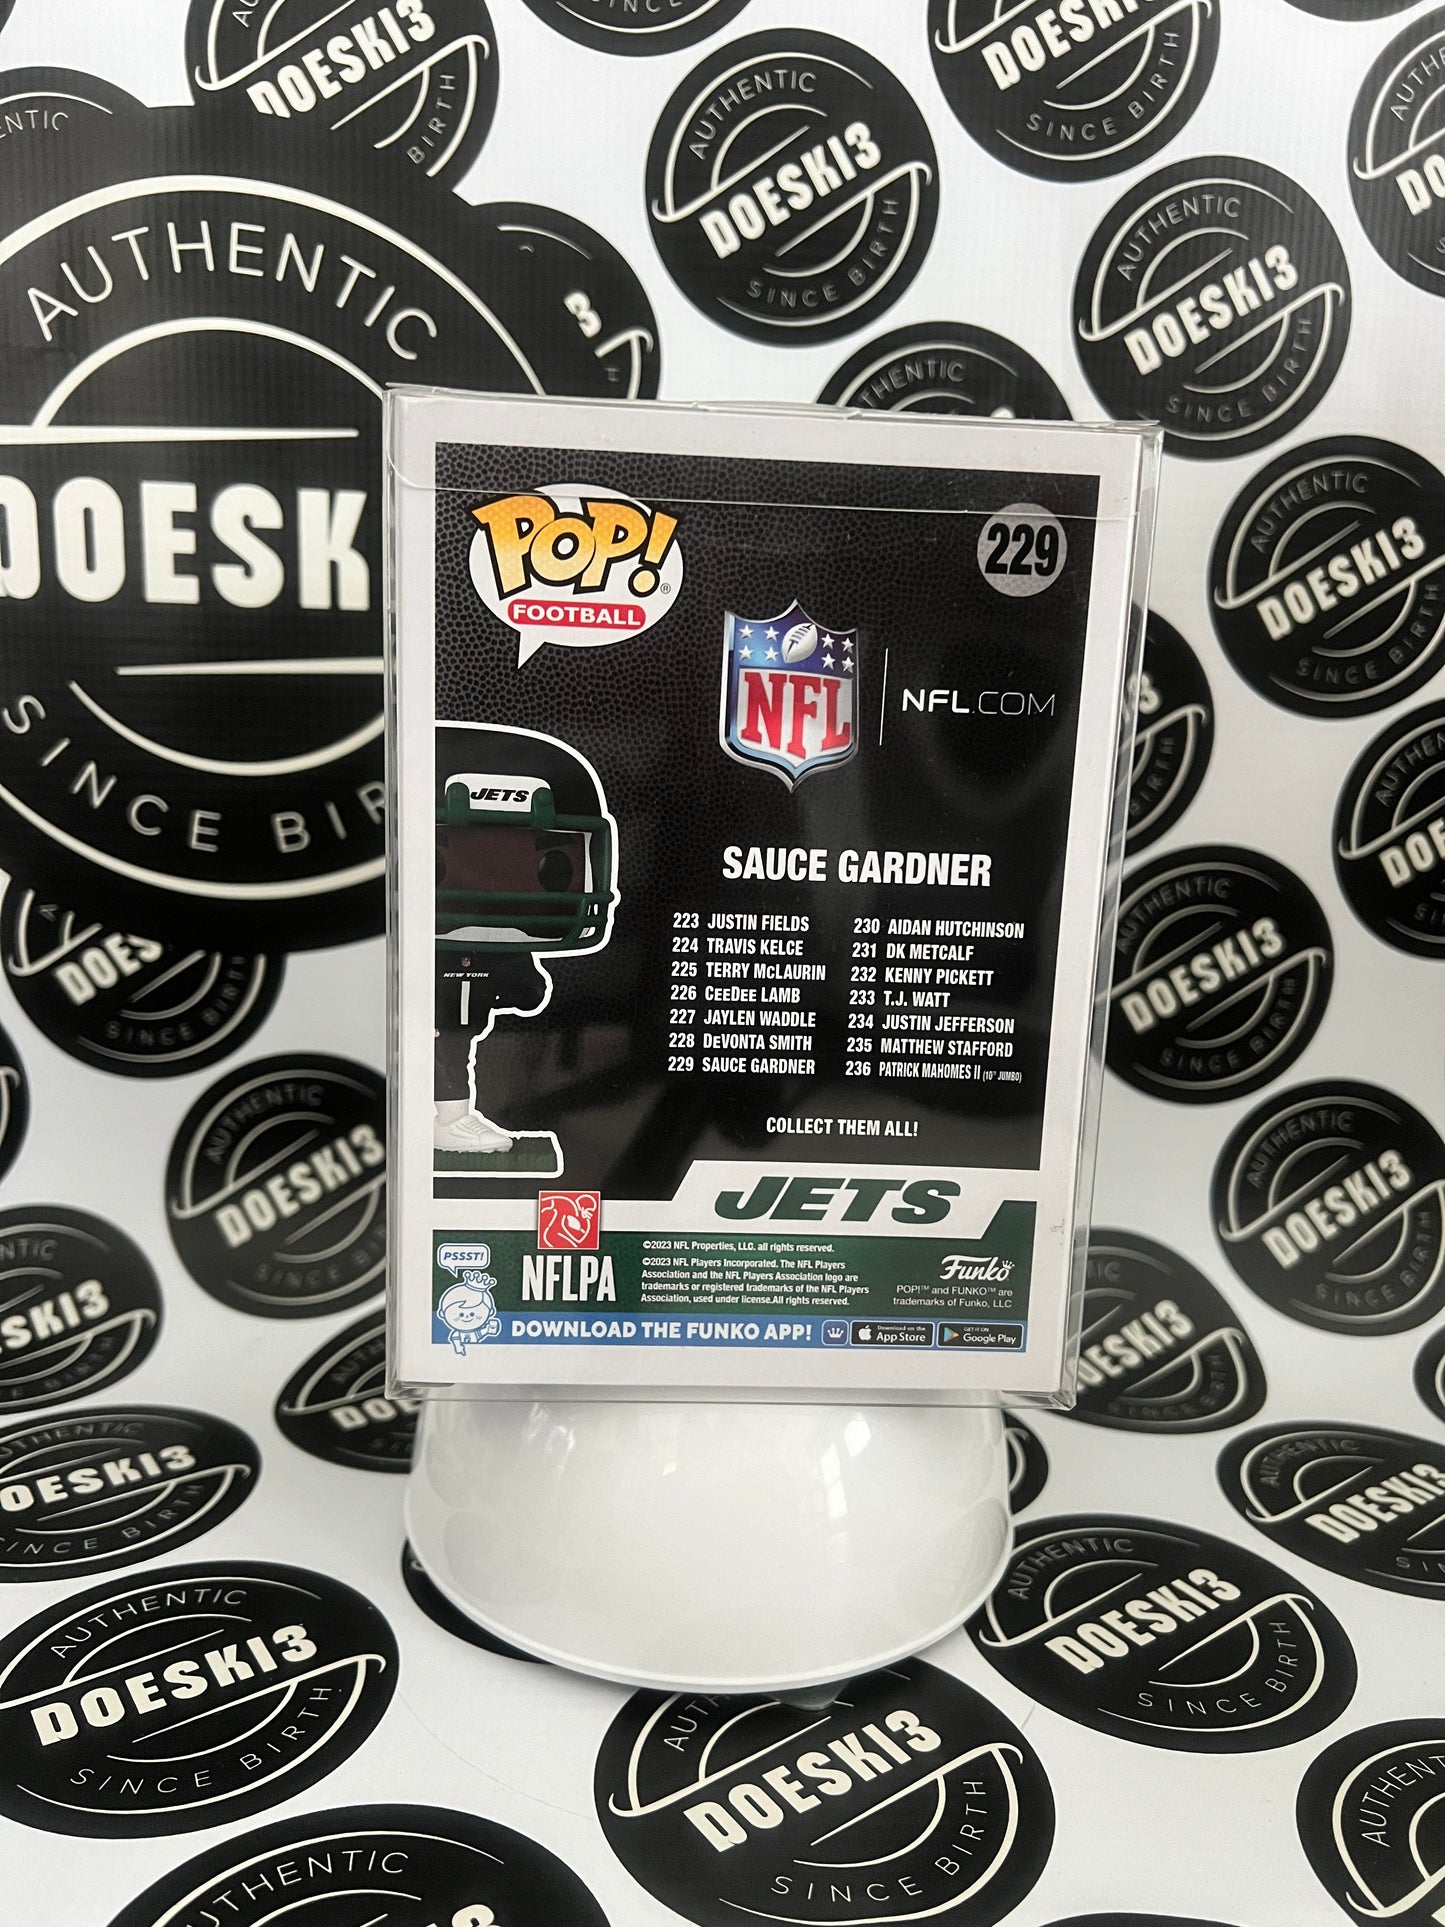 AUTHENTIC
DOESKI3
SINCE BIRTH
POP!®
FOOTBALL
229
NFL
NFL.COM
JETS
NEW YORK
SAUCE GARDNER
223 JUSTIN FIELDS
224 TRAVIS KELCE
225 TERRY McLAURIN
226 CEEDEE LAMB
227 JAYLEN WADDLE
228 DEVONTA SMITH
229 SAUCE GARDNER
230 AIDAN HUTCHINSON
231 DK METCALF
232 KENNY PICKETT
233 T.J. WATT
234 JUSTIN JEFFERSON
235 MATTHEW STAFFORD
236 PATRICK MAHOMES II (10" JUMBO)
COLLECT THEM ALL!
JETS
PSSST!
NFLPA
©2023 NFL Properties, LLC. all rights reserved.
©2023 NFL Players Incorporated. The NFL Players
Association and the NFL Players Association logo are
trademarks or registered trademarks of the NFL Players
Association, used under license.All rights reserved.
Funko
POP!™ and FUNKO™ are
trademarks of Funko, LLC
DOWNLOAD THE FUNKO APP!
Download on the
App Store
GET IT ON
Google Play